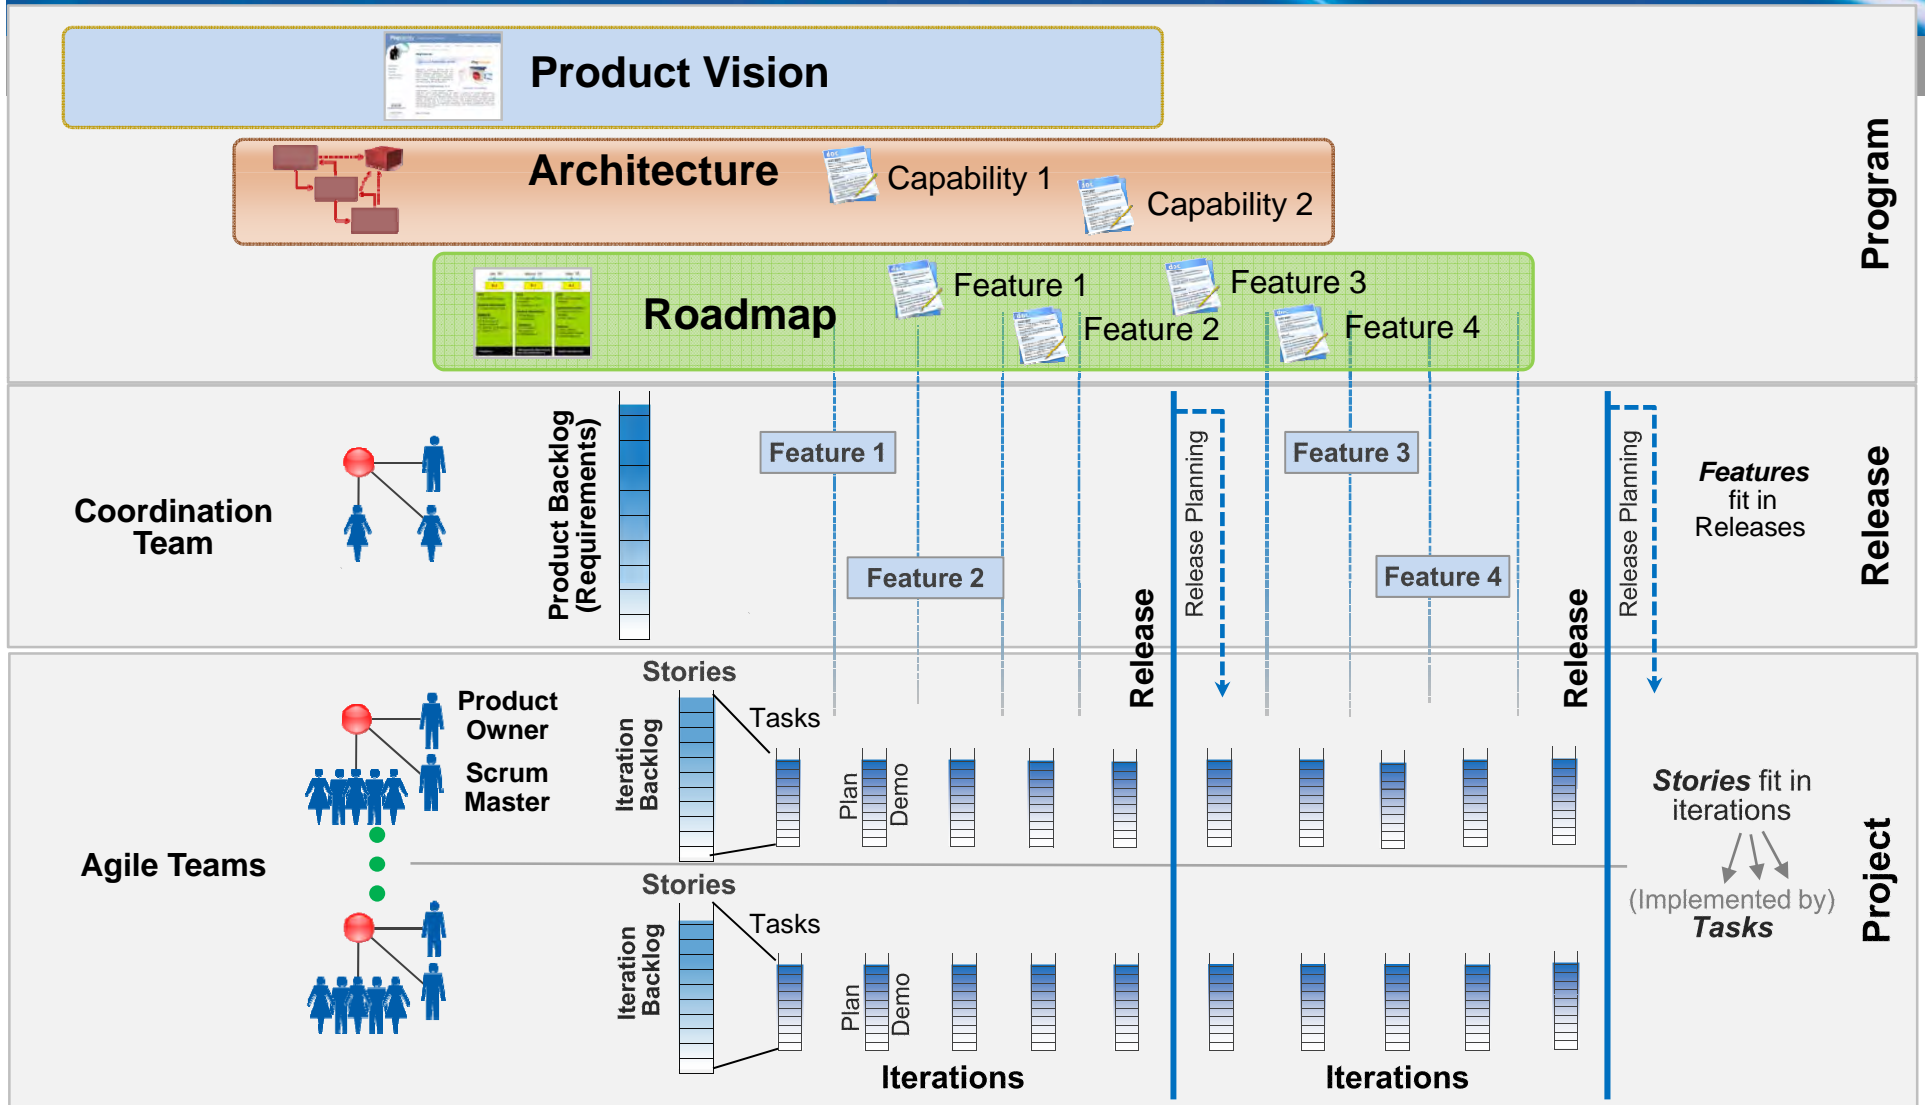 Product Vision
Architecture
Capability 1
Capability 2
Roadmap
Feature 1
Feature 2
Feature 3
Feature 4
Program
Coordination
Team
Product Backlog
(Requirements)
Feature 1
Feature 2
Release
Release Planning
Feature 3
Feature 4
Release
Release Planning
Features
fit in
Releases
Release
Agile Teams
Product
Owner
Scrum
Master
Stories
Iteration
Backlog
Tasks
Plan
Demo
Stories
Iteration
Backlog
Tasks
Plan
Demo
Iterations
Iterations
Stories fit in
iterations
(Implemented by)
Tasks
Project